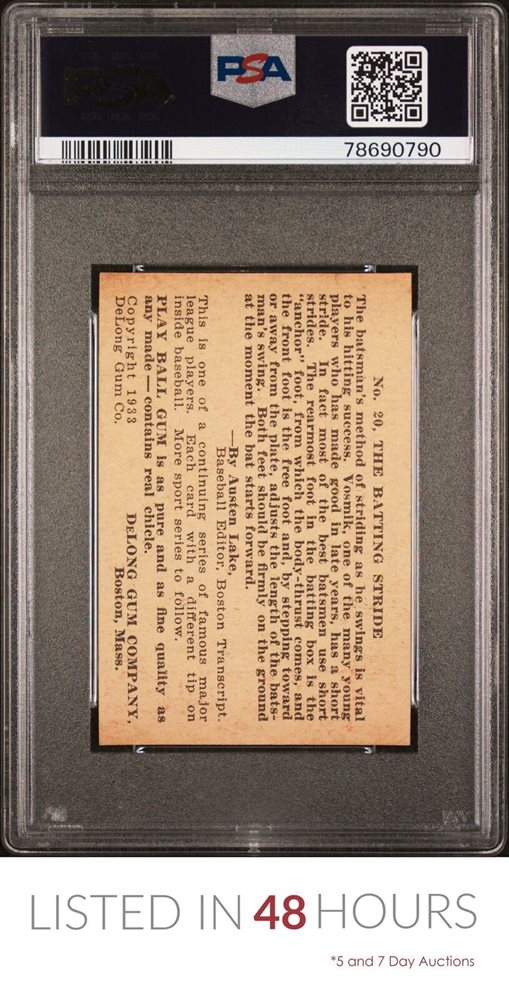 PSA
PSA
78690790
No. 20, THE BATTING STRIDE
The batsman's method of striding as he swings is vital
to his hitting success. Vosmik, one of the many young
players who has made good in late years, has a short
stride. In fact most of the best batsmen use short
strides. The rearmost foot in the batting box is the
"anchor" foot, from which the body-thrust comes, and
the front foot is the free foot and, by stepping toward
or away from the plate, adjusts the length of the bats-
man's swing. Both feet should be firmly on the ground
at the moment the bat starts forward.
—By Austen Lake,
Baseball Editor, Boston Transcript.
This is one of a continuing series of famous major
league players. Each card with a different tip on
inside baseball. More sport series to follow.
PLAY BALL GUM is as pure and as fine quality as
any made—contains real chicle.
Copyright 1933 DELONG GUM COMPANY,
DeLong Gum Co. Boston, Mass.
LISTED IN 48 HOURS
*5 and 7 Day Auctions